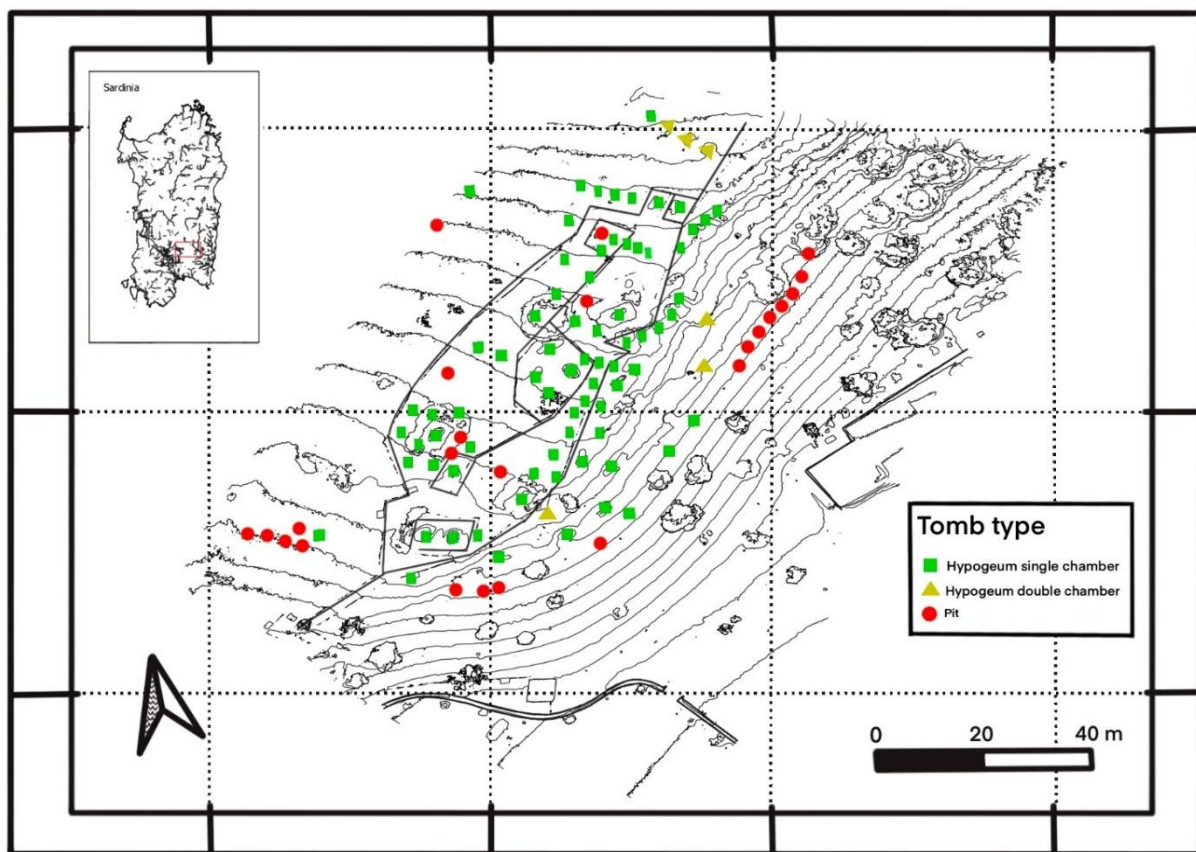 Sardinia
Tomb type
Hypogeum single chamber
Hypogeum double chamber
Pit
0 20 40 m